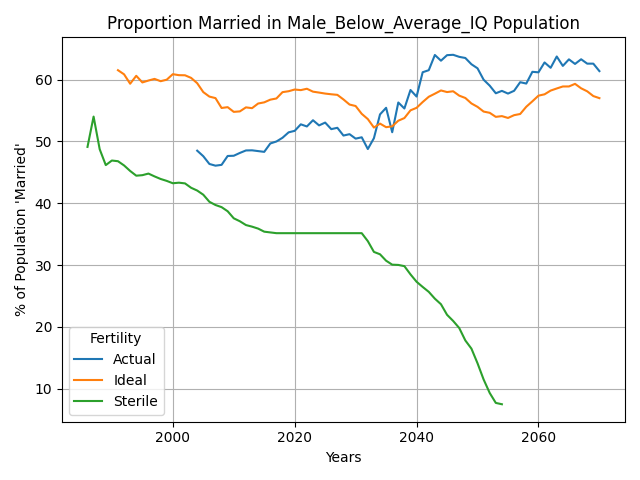 Proportion Married in Male_Below_Average_IQ Population
% of Population 'Married'
60
50
40
30
20
10
Fertility
Actual
Ideal
Sterile
2000
2020
2040
2060
Years